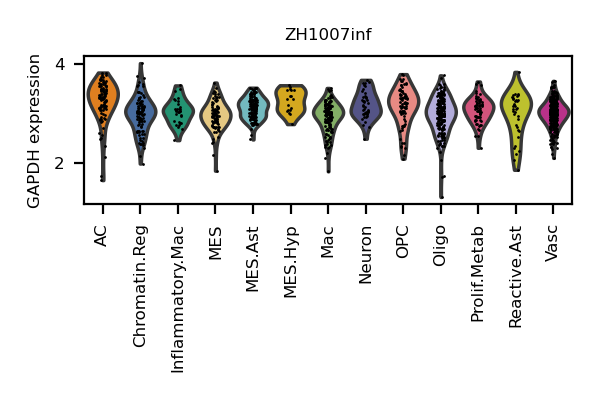 ZH1007inf
GAPDH expression
4
2
AC
Chromatin.Reg
Inflammatory.Mac
MES
MES.Ast
MES.Hyp
Mac
Neuron
OPC
Oligo
Prolif.Metab
Reactive.Ast
Vasc